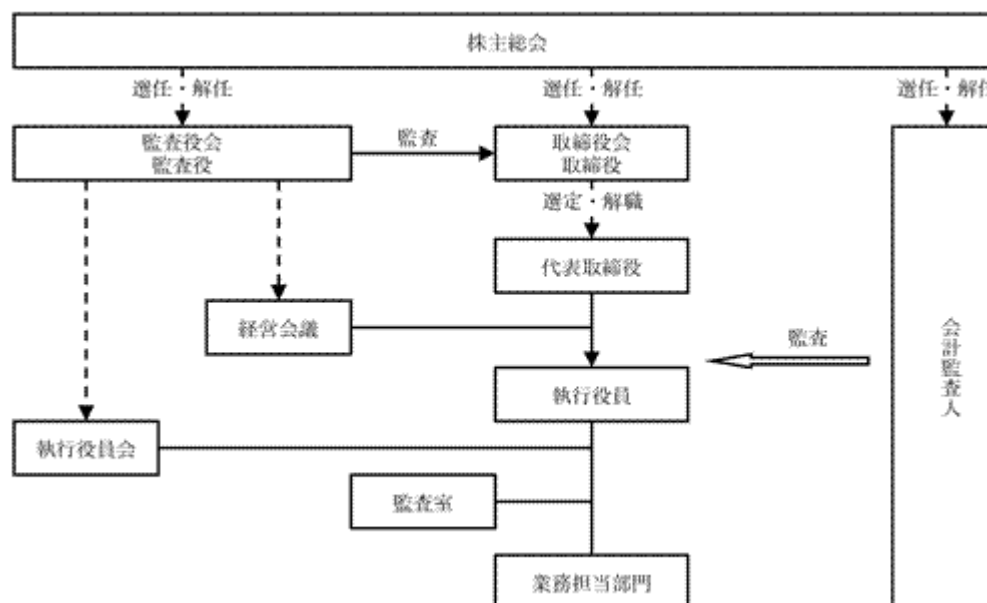 株主総会
選任・解任
選任・解任
選任・解任
監査役会
監査役
監査
取締役会
取締役
選定・解職
代表取締役
経営会議
監査
執行役員
会計監査人
執行役員会
監査室
業務担当部門